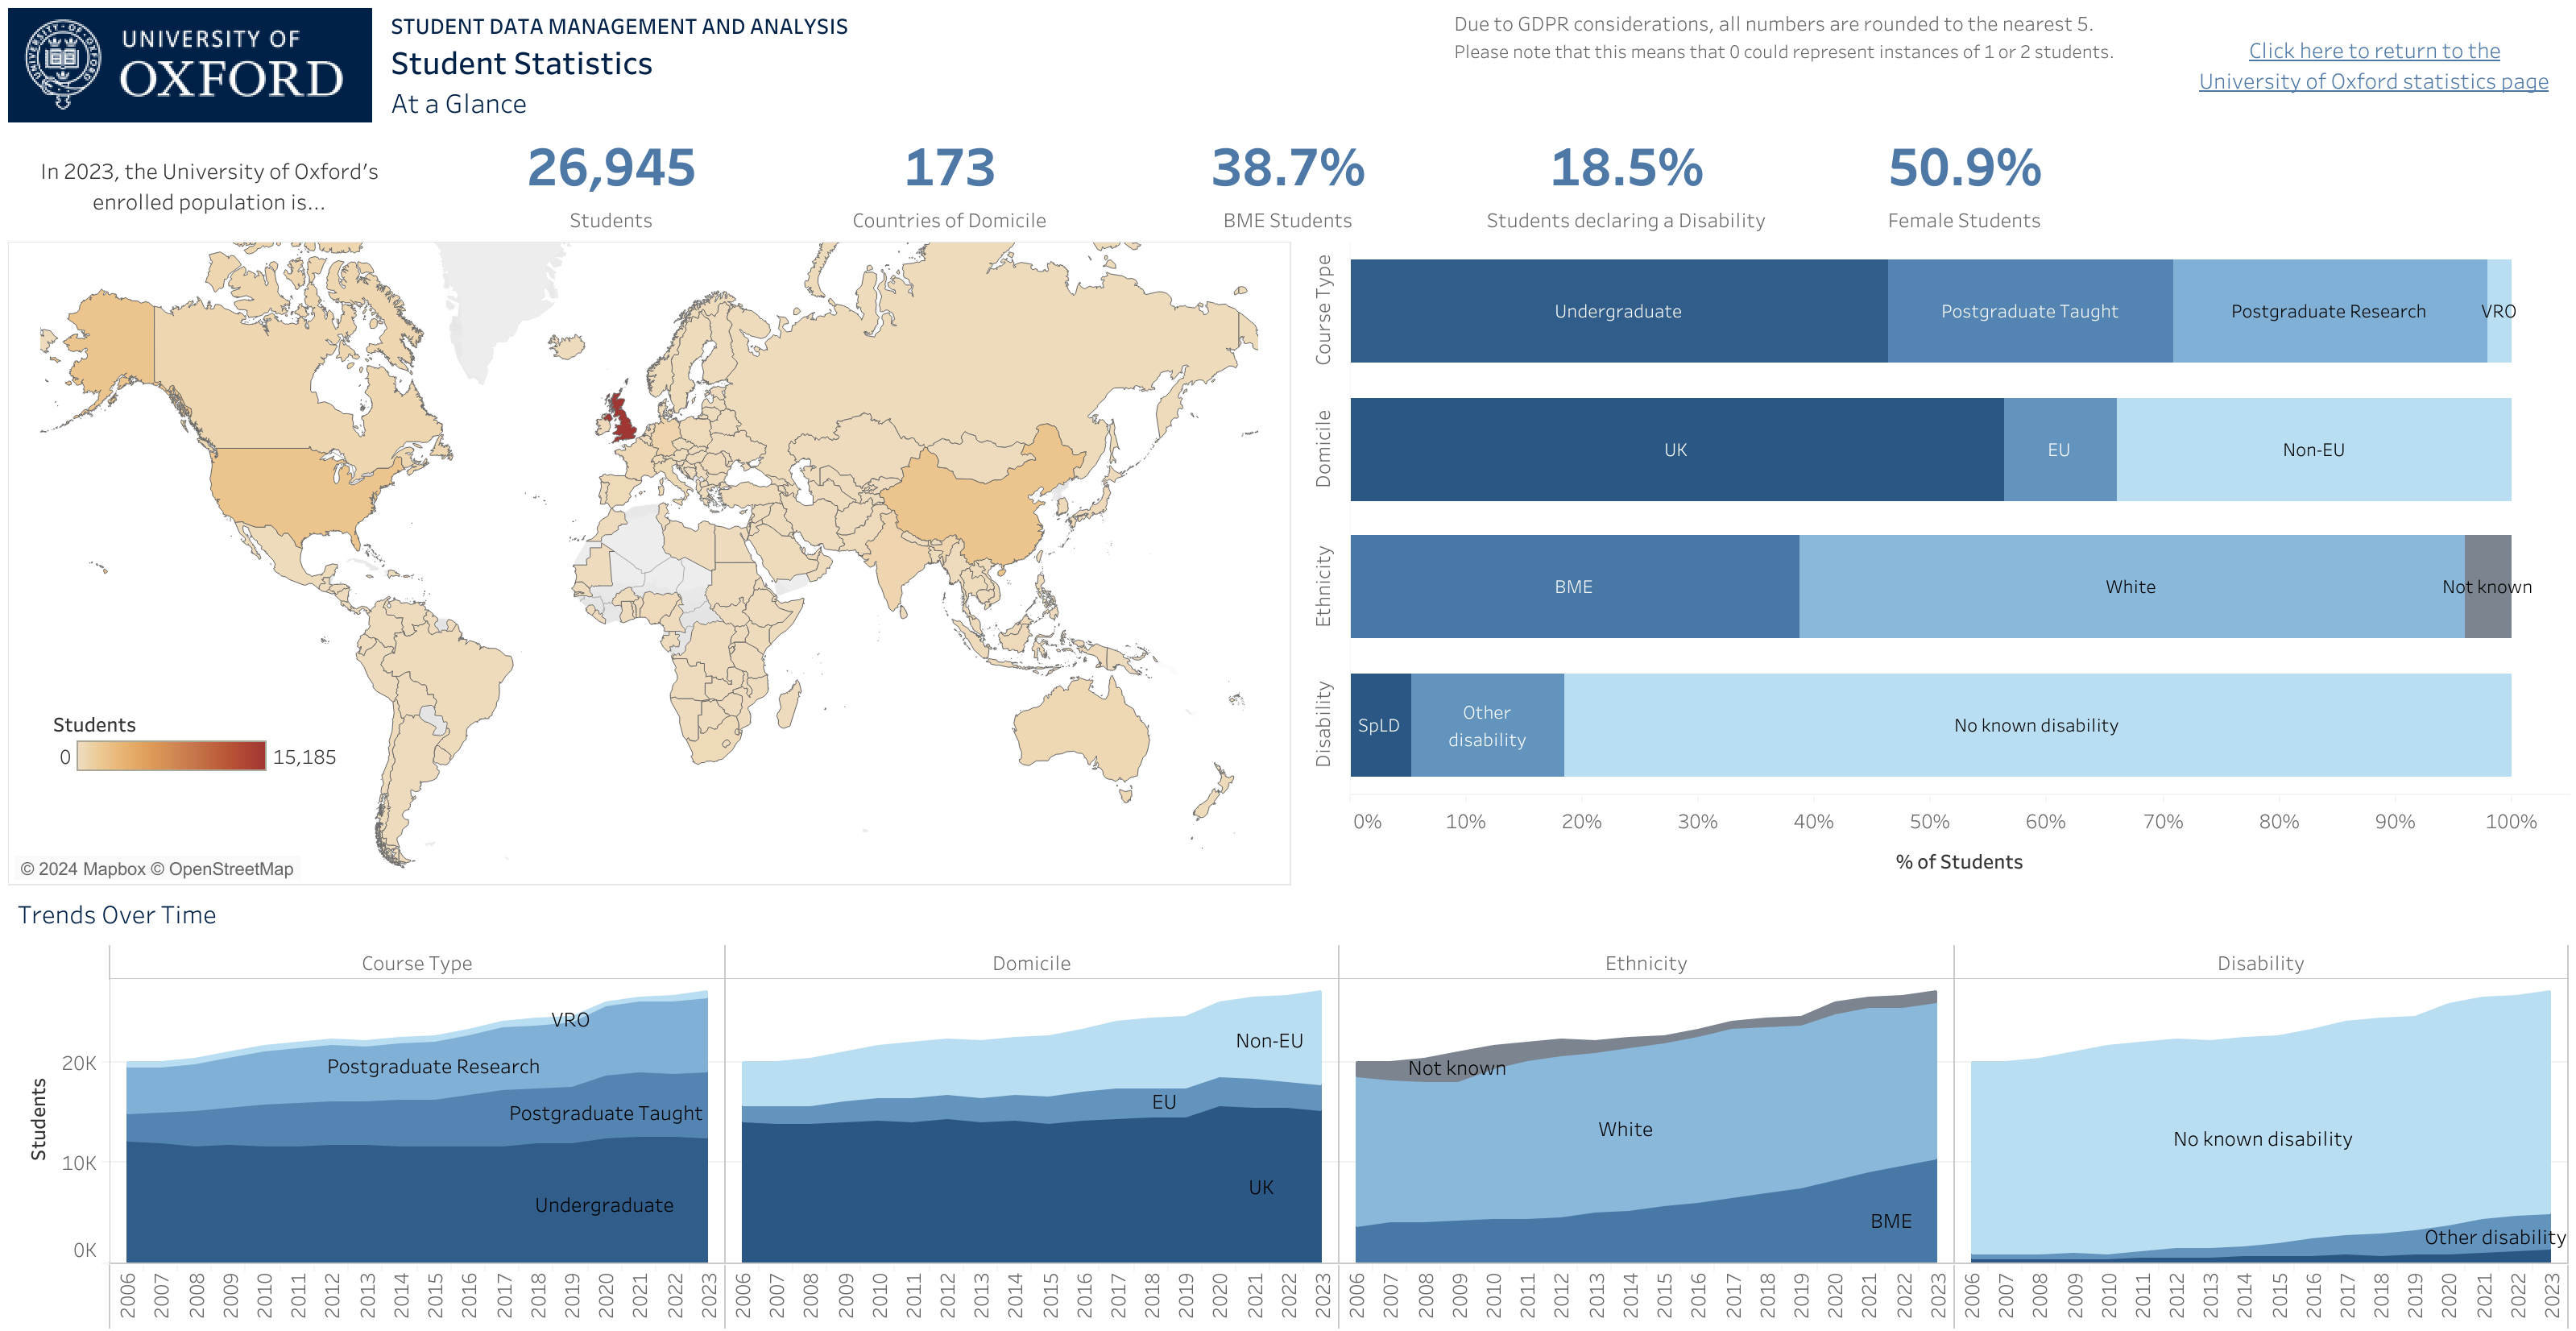 UNIVERSITY OF
OXFORD
STUDENT DATA MANAGEMENT AND ANALYSIS
Student Statistics
At a Glance
Due to GDPR considerations, all numbers are rounded to the nearest 5.
Please note that this means that 0 could represent instances of 1 or 2 students.
Click here to return to the
University of Oxford statistics page
In 2023, the University of Oxford's
enrolled population is...
26,945
Students
173
Countries of Domicile
38.7%
BME Students
18.5%
Students declaring a Disability
50.9%
Female Students
Students
0
15,185
© 2024 Mapbox © OpenStreetMap
Course Type
Undergraduate
Postgraduate Taught
Postgraduate Research
VRO
Domicile
UK
EU
Non-EU
Ethnicity
BME
White
Not known
Disability
SpLD
Other
disability
No known disability
0% 10% 20% 30% 40% 50% 60% 70% 80% 90% 100%
% of Students
Trends Over Time
Course Type
Domicile
Ethnicity
Disability
Students
20K
10K
0K
VRO
Postgraduate Research
Postgraduate Taught
Undergraduate
Non-EU
EU
UK
Not known
White
BME
No known disability
Other disability
2006 2007 2008 2009 2010 2011 2012 2013 2014 2015 2016 2017 2018 2019 2020 2021 2022 2023
2006 2007 2008 2009 2010 2011 2012 2013 2014 2015 2016 2017 2018 2019 2020 2021 2022 2023
2006 2007 2008 2009 2010 2011 2012 2013 2014 2015 2016 2017 2018 2019 2020 2021 2022 2023
2006 2007 2008 2009 2010 2011 2012 2013 2014 2015 2016 2017 2018 2019 2020 2021 2022 2023